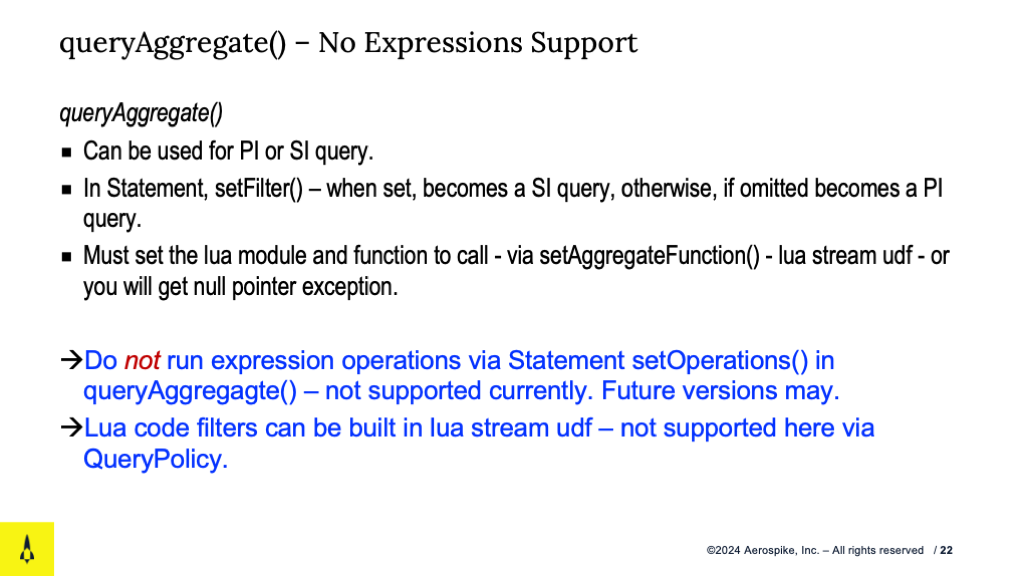 queryAggregate() – No Expressions Support
queryAggregate()
▪ Can be used for PI or SI query.
▪ In Statement, setFilter() – when set, becomes a SI query, otherwise, if omitted becomes a PI
query.
▪ Must set the lua module and function to call - via setAggregateFunction() - lua stream udf - or
you will get null pointer exception.
→Do not run expression operations via Statement setOperations() in
queryAggregagte() – not supported currently. Future versions may.
→Lua code filters can be built in lua stream udf – not supported here via
QueryPolicy.
©2024 Aerospike, Inc. – All rights reserved / 22